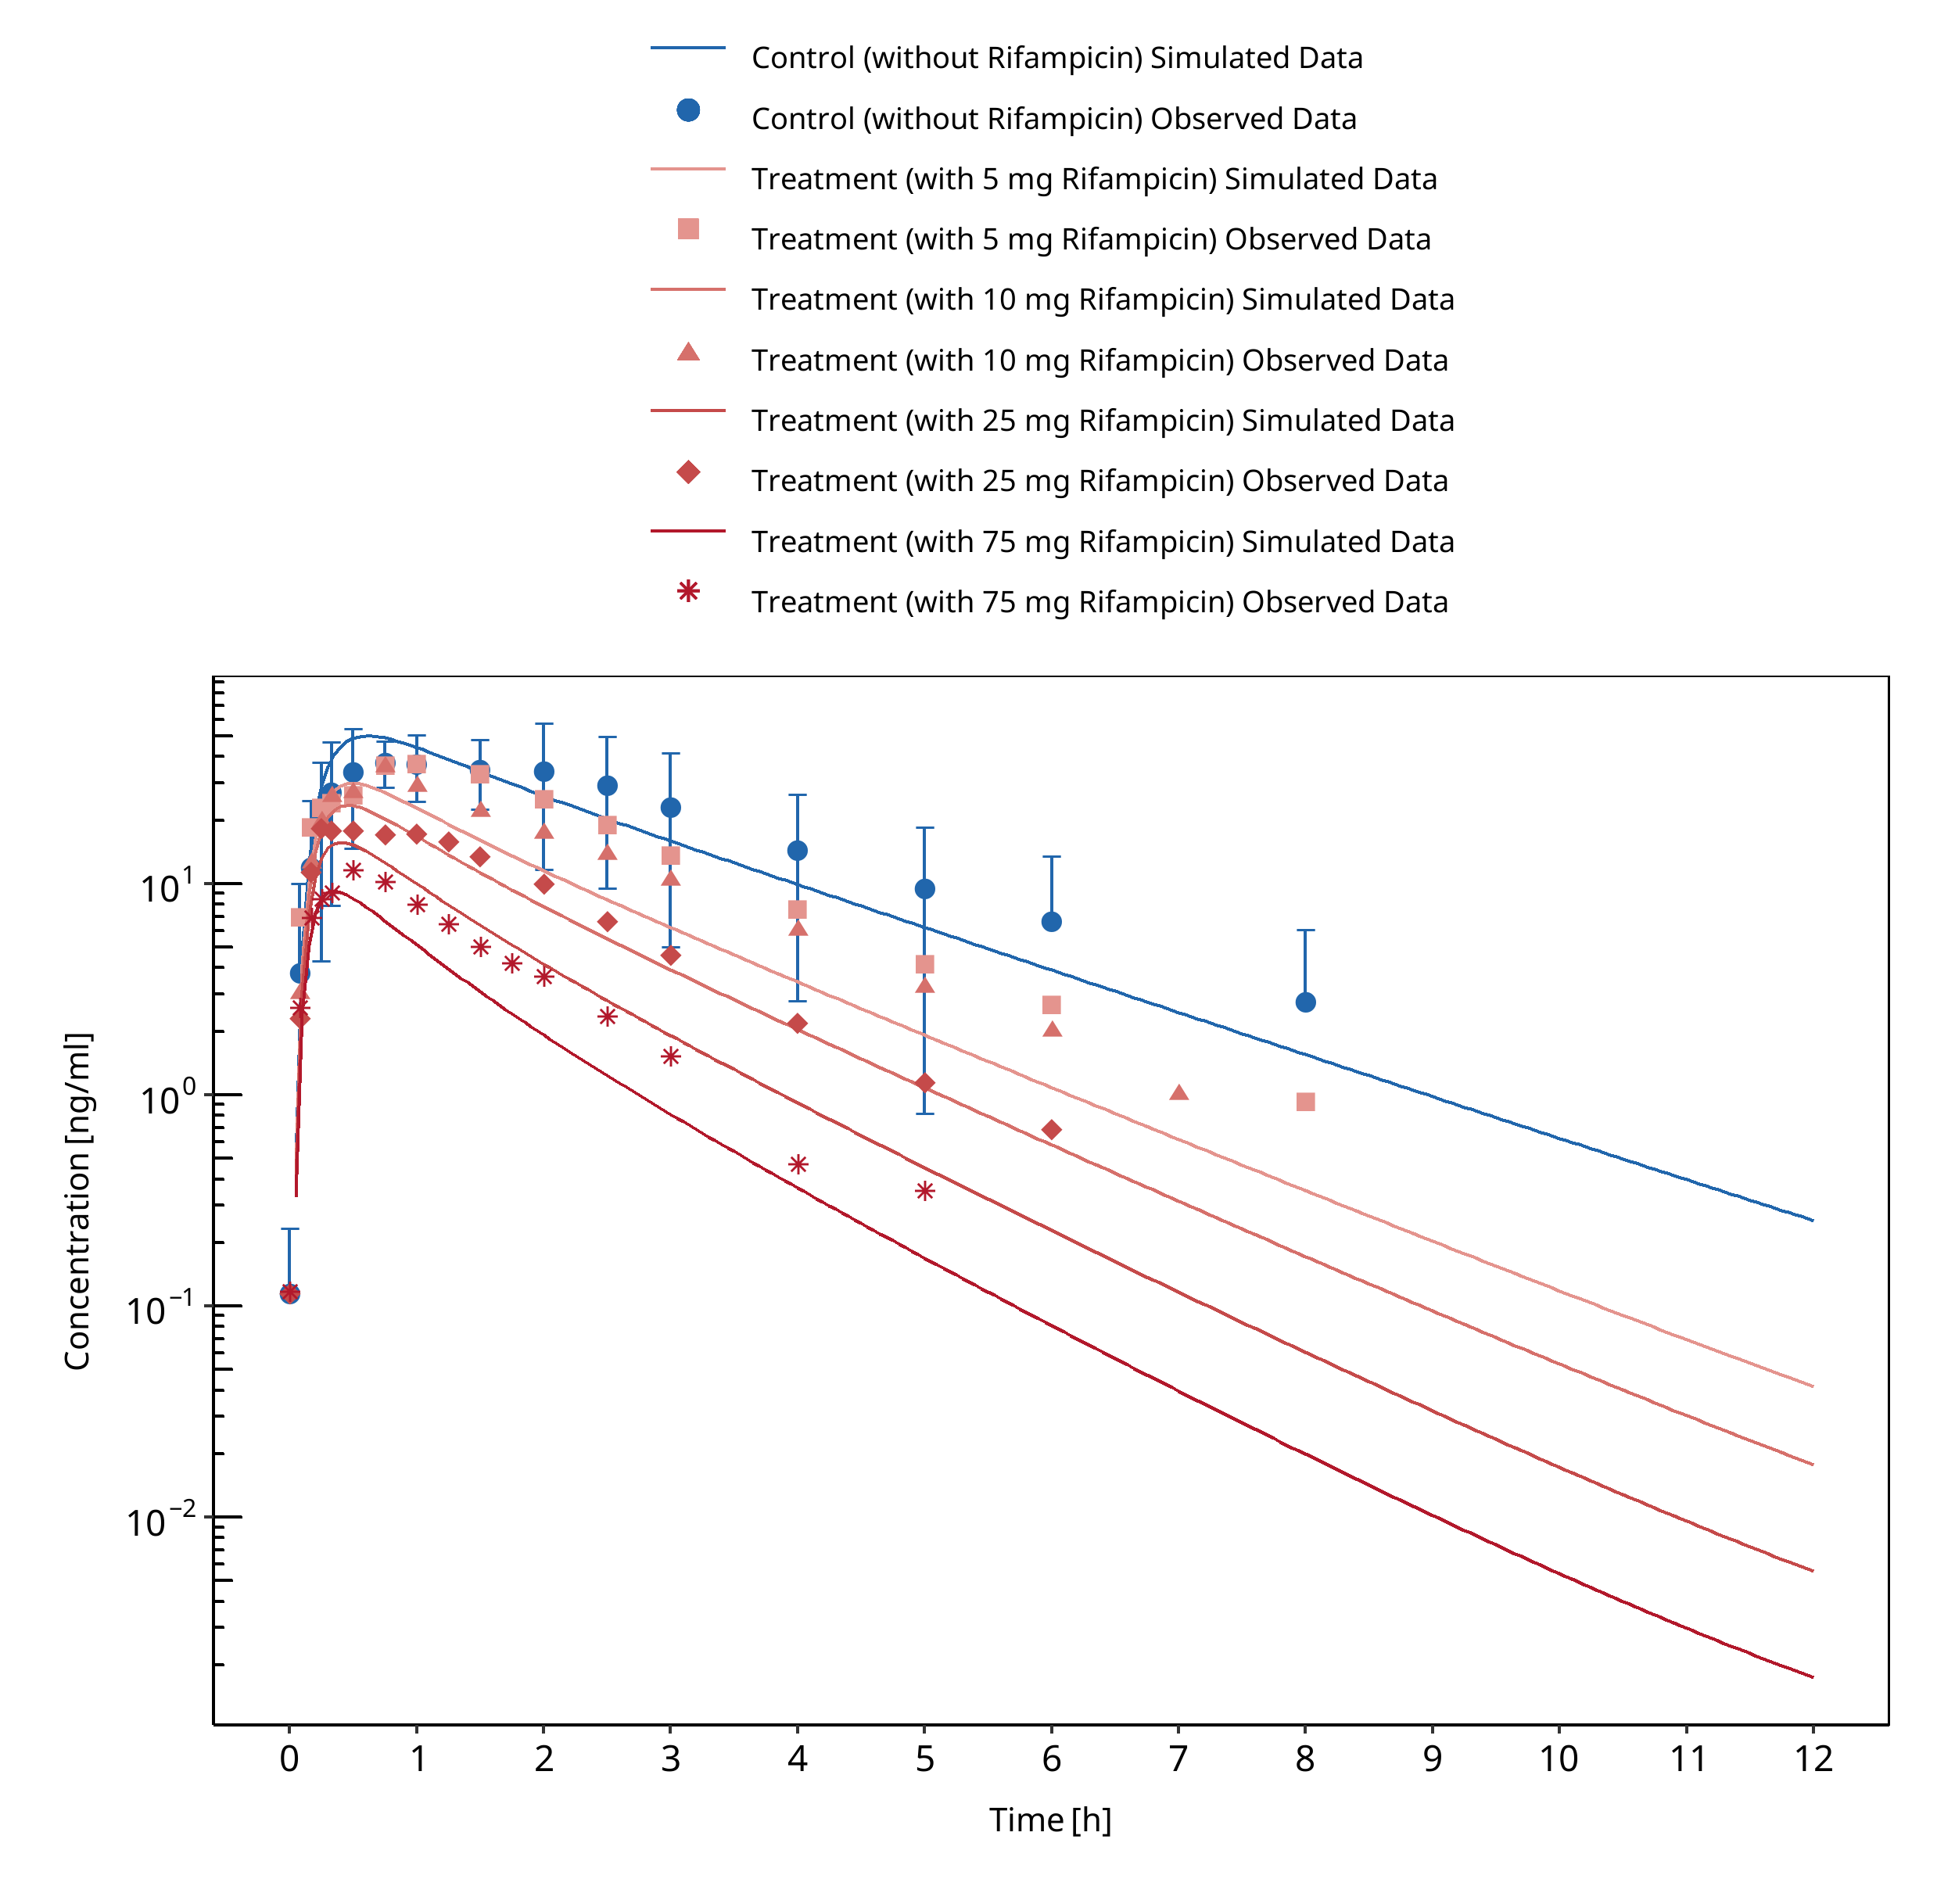 Control (without Rifampicin) Simulated Data
Control (without Rifampicin) Observed Data
Treatment (with 5 mg Rifampicin) Simulated Data
Treatment (with 5 mg Rifampicin) Observed Data
Treatment (with 10 mg Rifampicin) Simulated Data
Treatment (with 10 mg Rifampicin) Observed Data
Treatment (with 25 mg Rifampicin) Simulated Data
Treatment (with 25 mg Rifampicin) Observed Data
Treatment (with 75 mg Rifampicin) Simulated Data
Treatment (with 75 mg Rifampicin) Observed Data
Concentration [ng/ml]
10¹
10⁰
10⁻¹
10⁻²
0 1 2 3 4 5 6 7 8 9 10 11 12
Time [h]